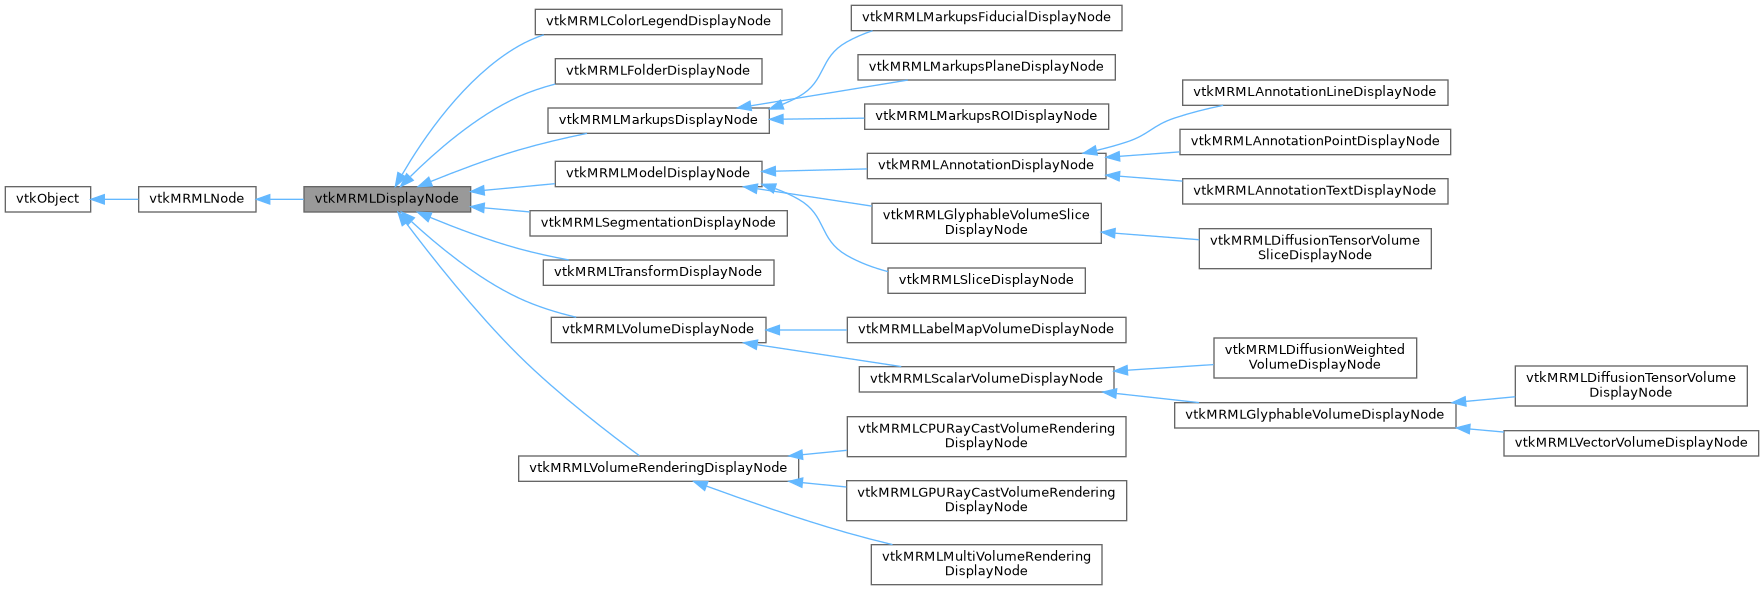 vtkObject
vtkMRMLNode
vtkMRMLDisplayNode
vtkMRMLColorLegendDisplayNode
vtkMRMLFolderDisplayNode
vtkMRMLMarkupsDisplayNode
vtkMRMLModelDisplayNode
vtkMRMLSegmentationDisplayNode
vtkMRMLTransformDisplayNode
vtkMRMLVolumeDisplayNode
vtkMRMLVolumeRenderingDisplayNode
vtkMRMLMarkupsFiducialDisplayNode
vtkMRMLMarkupsPlaneDisplayNode
vtkMRMLMarkupsROIDisplayNode
vtkMRMLAnnotationDisplayNode
vtkMRMLGlyphableVolumeSlice
DisplayNode
vtkMRMLSliceDisplayNode
vtkMRMLLabelMapVolumeDisplayNode
vtkMRMLScalarVolumeDisplayNode
vtkMRMLCPURayCastVolumeRendering
DisplayNode
vtkMRMLGPURayCastVolumeRendering
DisplayNode
vtkMRMLMultiVolumeRendering
DisplayNode
vtkMRMLAnnotationLineDisplayNode
vtkMRMLAnnotationPointDisplayNode
vtkMRMLAnnotationTextDisplayNode
vtkMRMLDiffusionTensorVolume
SliceDisplayNode
vtkMRMLDiffusionWeighted
VolumeDisplayNode
vtkMRMLGlyphableVolumeDisplayNode
vtkMRMLDiffusionTensorVolume
DisplayNode
vtkMRMLVectorVolumeDisplayNode